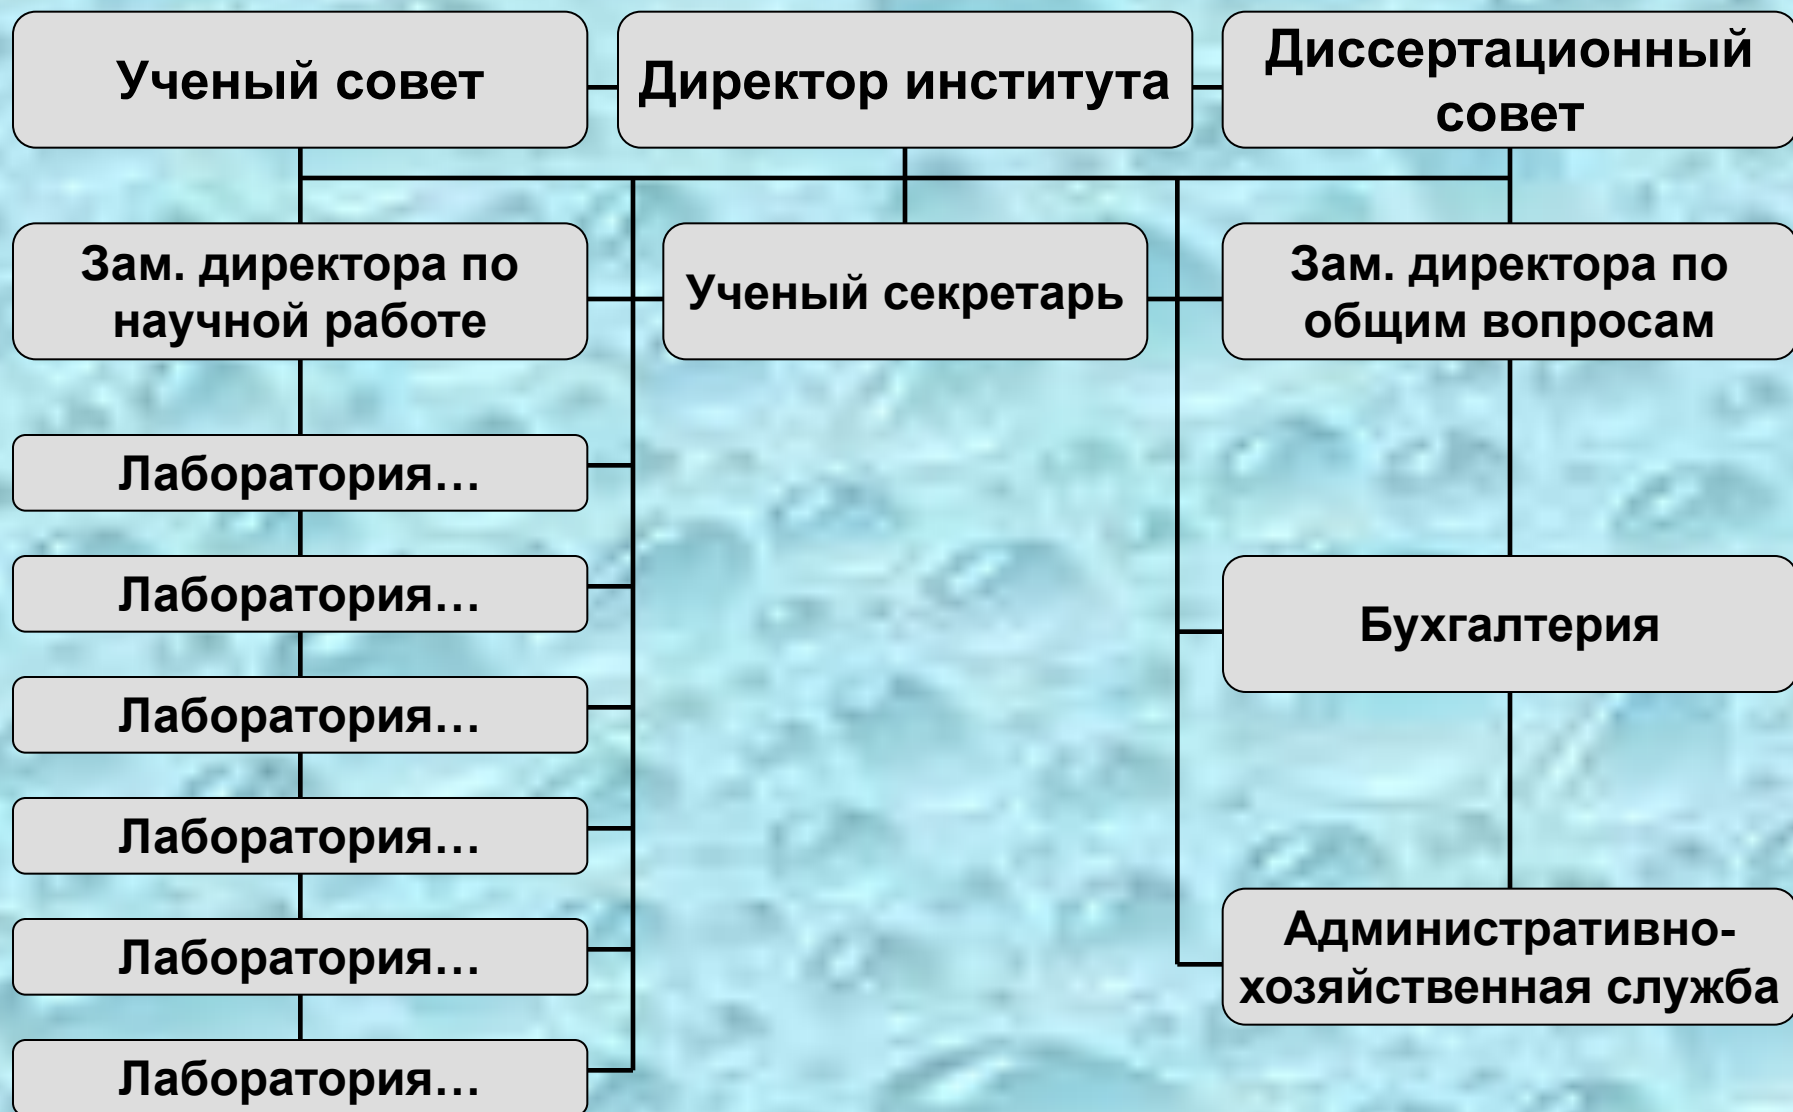 Ученый совет
Директор института
Диссертационный
совет
Зам. директора по
научной работе
Ученый секретарь
Зам. директора по
общим вопросам
Лаборатория...
Лаборатория...
Лаборатория...
Лаборатория...
Лаборатория...
Лаборатория...
Бухгалтерия
Административно-
хозяйственная служба